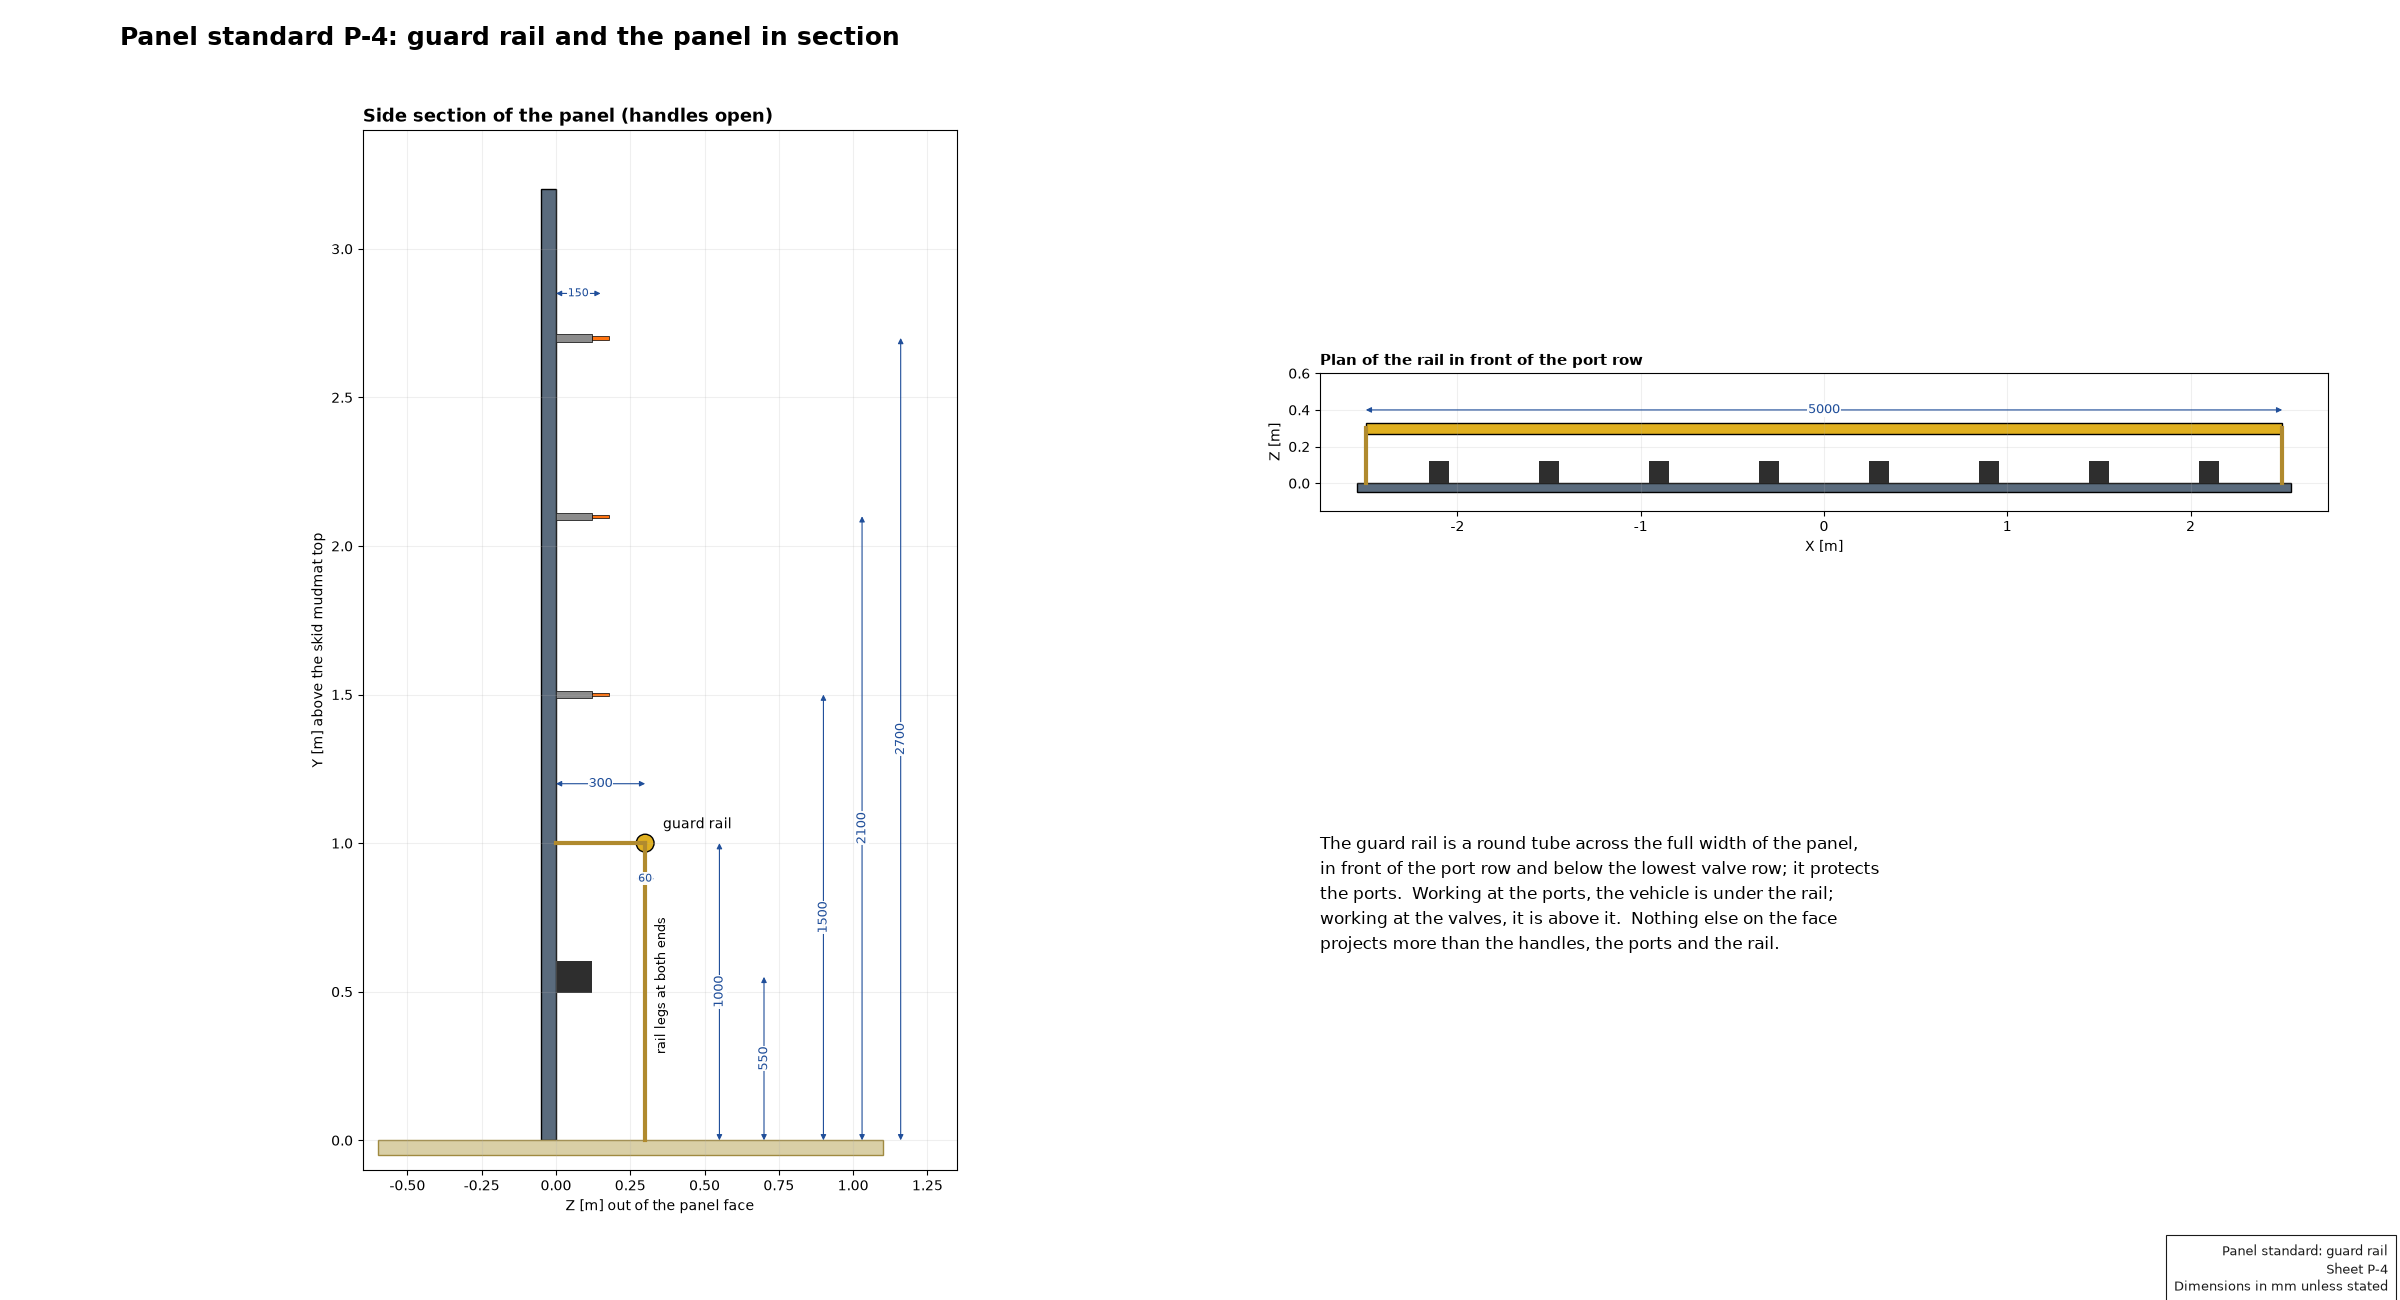 Panel standard P-4: guard rail and the panel in section
Side section of the panel (handles open)
3.0
2.5
2.0
1.5
1.0
0.5
0.0
Y [m] above the skid mudmat top
150
300
guard rail
60
rail legs at both ends
1000
550
1500
2100
2700
-0.50
-0.25
0.00
0.25
0.50
0.75
1.00
1.25
Z [m] out of the panel face
Plan of the rail in front of the port row
0.6
0.4
0.2
0.0
Z [m]
5000
-2
-1
0
1
2
X [m]
The guard rail is a round tube across the full width of the panel,
in front of the port row and below the lowest valve row; it protects
the ports.  Working at the ports, the vehicle is under the rail;
working at the valves, it is above it.  Nothing else on the face
projects more than the handles, the ports and the rail.
Panel standard: guard rail
Sheet P-4
Dimensions in mm unless stated